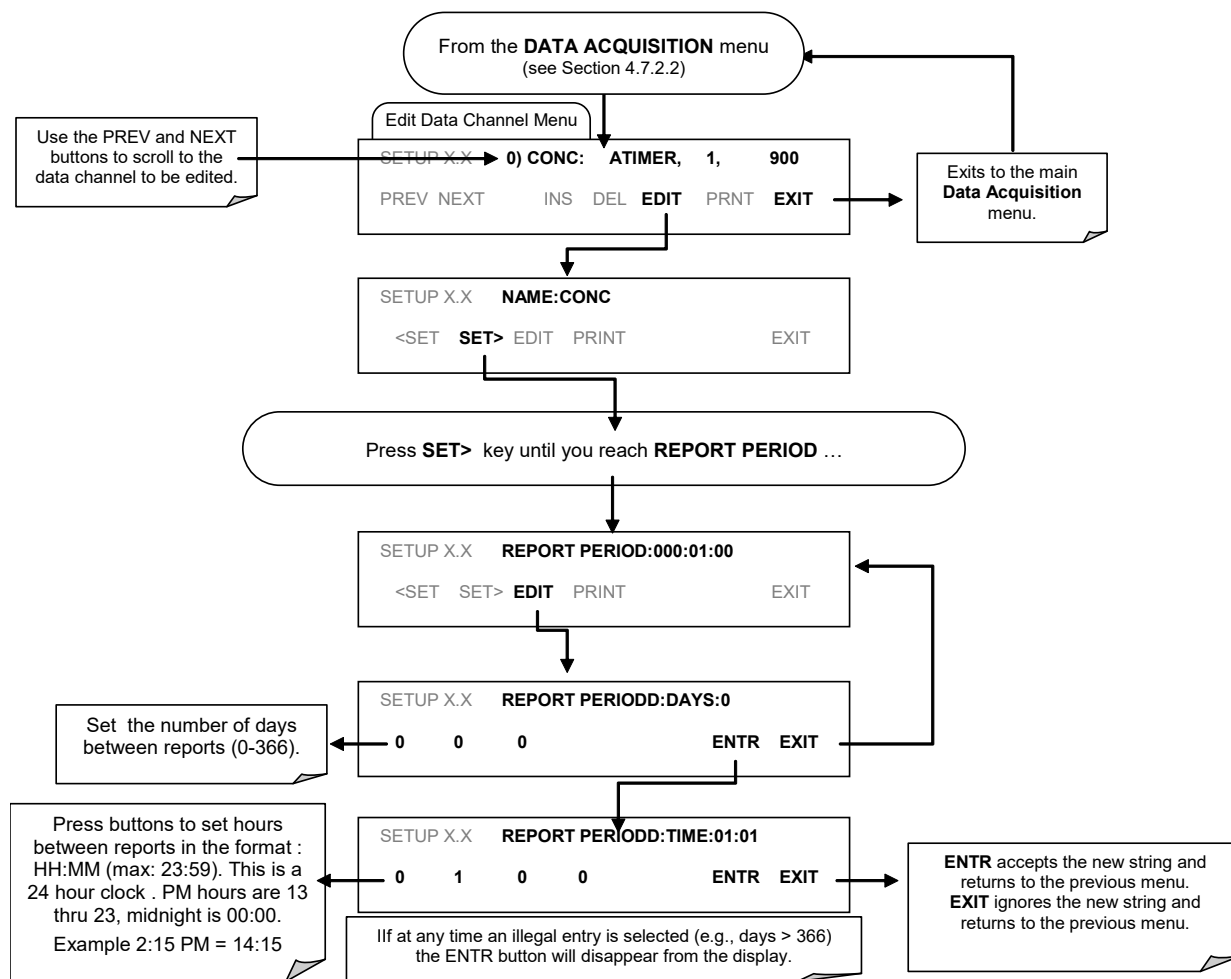 From the DATA ACQUISITION menu
(see Section 4.7.2.2)
Edit Data Channel Menu
Use the PREV and NEXT
buttons to scroll to the
data channel to be edited.
SETUP X.X 0) CONC: ATIMER, 1, 900
PREV NEXT INS DEL EDIT PRNT EXIT
Exits to the main
Data Acquisition
menu.
SETUP X.X NAME:CONC
<SET SET> EDIT PRINT EXIT
Press SET> key until you reach REPORT PERIOD …
SETUP X.X REPORT PERIOD:000:01:00
<SET SET> EDIT PRINT EXIT
SETUP X.X REPORT PERIODD:DAYS:0
0 0 0 ENTR EXIT
Set the number of days
between reports (0-366).
Press buttons to set hours
between reports in the format :
HH:MM (max: 23:59). This is a
24 hour clock . PM hours are 13
thru 23, midnight is 00:00.
Example 2:15 PM = 14:15
SETUP X.X REPORT PERIODD:TIME:01:01
0 1 0 0 ENTR EXIT
ENTR accepts the new string and
returns to the previous menu.
EXIT ignores the new string and
returns to the previous menu.
IIf at any time an illegal entry is selected (e.g., days > 366)
the ENTR button will disappear from the display.